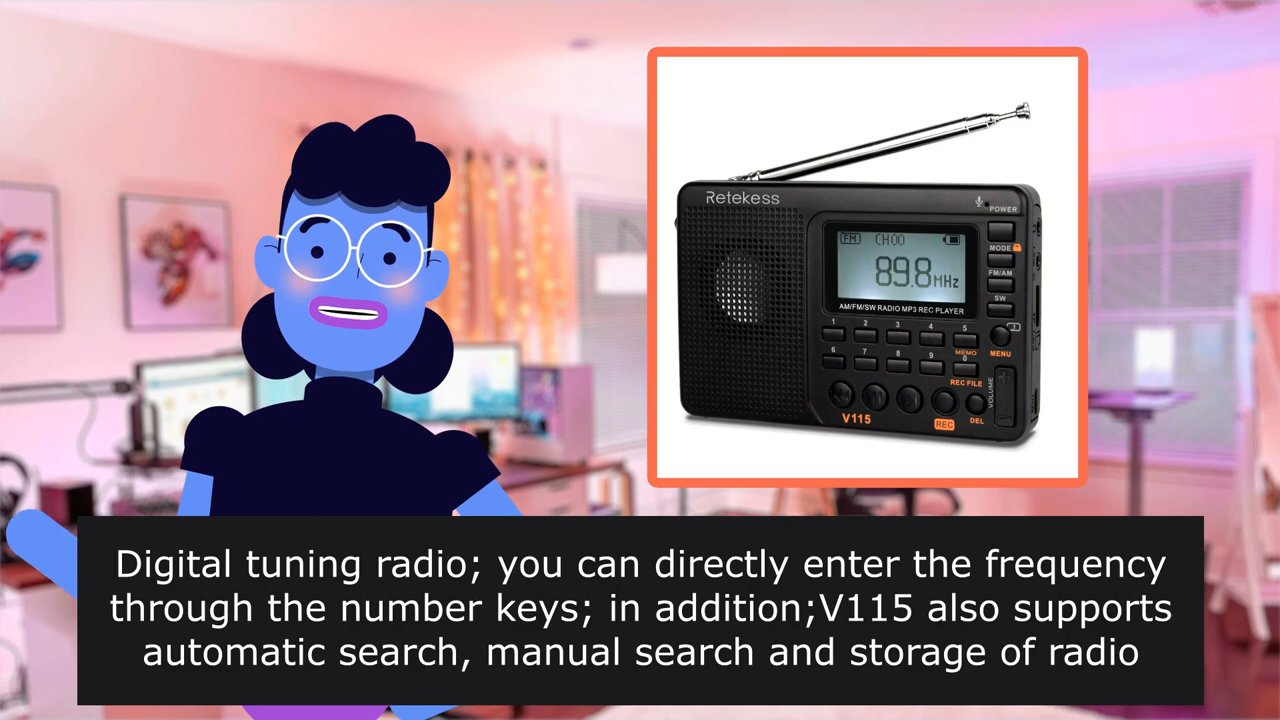 Retekess
POWER
FM CH00
MODE
89.8MHz
FM/AM
SW
AM/FM/SW RADIO MP3 REC PLAYER
1 2 3 4 5
MENU
6 7 8 9 MEMO 0
REC FILE
VOLUME
V115
REC
DEL
Digital tuning radio; you can directly enter the frequency
through the number keys; in addition;V115 also supports
automatic search, manual search and storage of radio